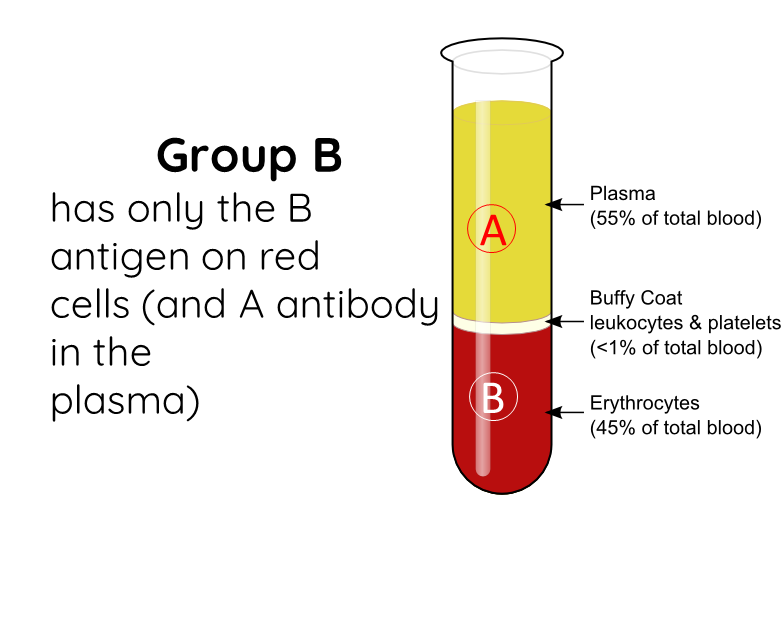 Group B
has only the B
antigen on red
cells (and A antibody
in the
plasma)
A
B
Plasma
(55% of total blood)
Buffy Coat
leukocytes & platelets
(<1% of total blood)
Erythrocytes
(45% of total blood)